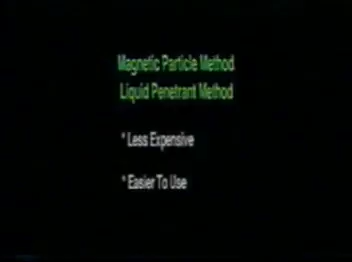 Magnetic Particle Method
Liquid Penetrant Method
* Less Expensive
* Easier To Use